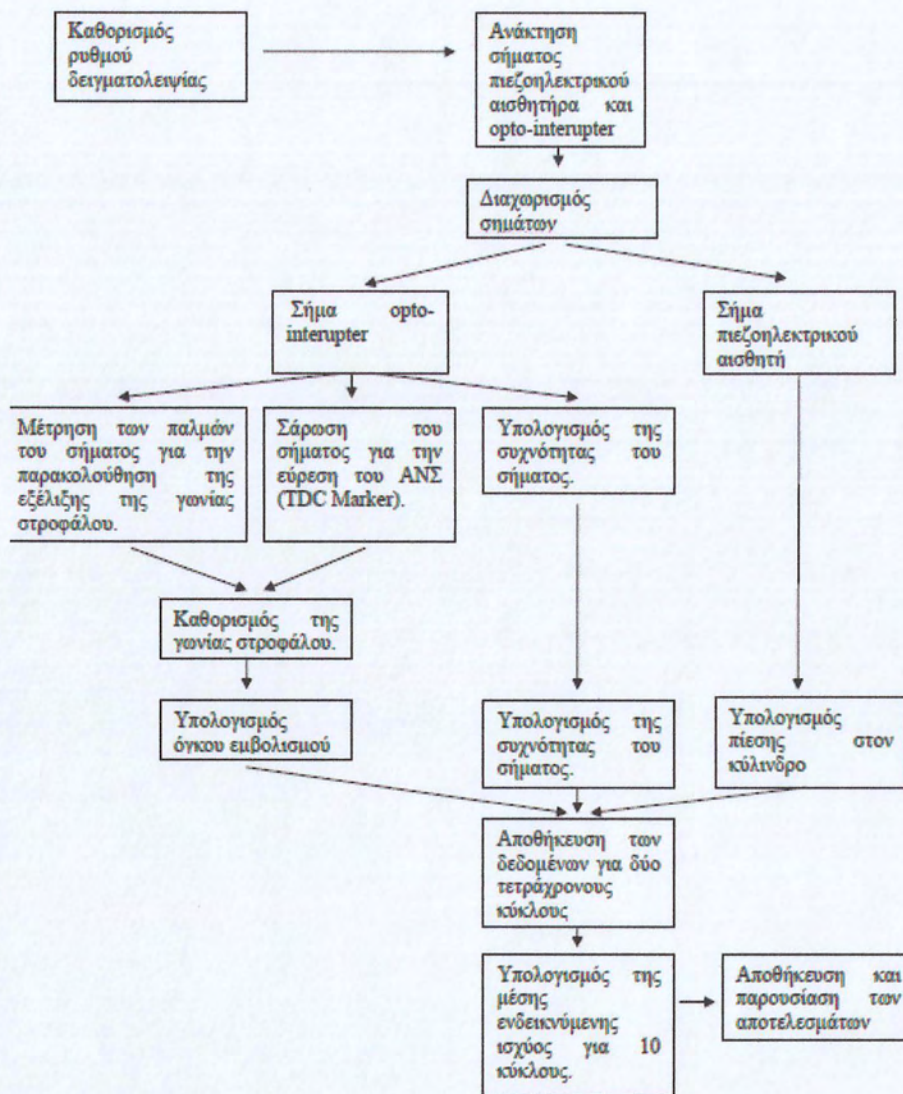 Καθορισμός
ρυθμού
δειγματολειψίας
Ανάκτηση
σήματος
πιεζοηλεκτρικού
αισθητήρα και
opto-interupter
Διαχωρισμός
σημάτων
Σήμα opto-
interupter
Σήμα
πιεζοηλεκτρικού
αισθητή
Μέτρηση των παλμών
του σήματος για την
παρακολούθηση της
εξέλιξης της γωνίας
στροφάλου.
Σάρωση του
σήματος για την
εύρεση του ΑΝΣ
(TDC Marker).
Υπολογισμός της
συχνότητας του
σήματος.
Καθορισμός της
γωνίας στροφάλου.
Υπολογισμός
όγκου εμβολισμού
Υπολογισμός της
συχνότητας του
σήματος.
Υπολογισμός
πίεσης στον
κύλινδρο
Αποθήκευση των
δεδομένων για δύο
τετράχρονους
κύκλους
Υπολογισμός της
μέσης
ενδεικνύμενης
ισχύος για 10
κύκλους.
Αποθήκευση και
παρουσίαση των
αποτελεσμάτων